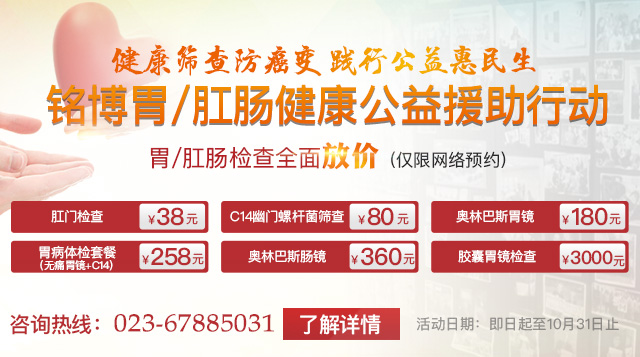 健康筛查防癌变 践行公益惠民生
铭博胃/肛肠健康公益援助行动
胃/肛肠检查全面放价（仅限网络预约）
肛门检查 ¥38元
C14幽门螺杆菌筛查 ¥80元
奥林巴斯胃镜 ¥180元
胃病体检套餐
(无痛胃镜+C14) ¥258元
奥林巴斯肠镜 ¥360元
胶囊胃镜检查 ¥3000元
咨询热线：023-67885031 了解详情 活动日期：即日起至10月31日止